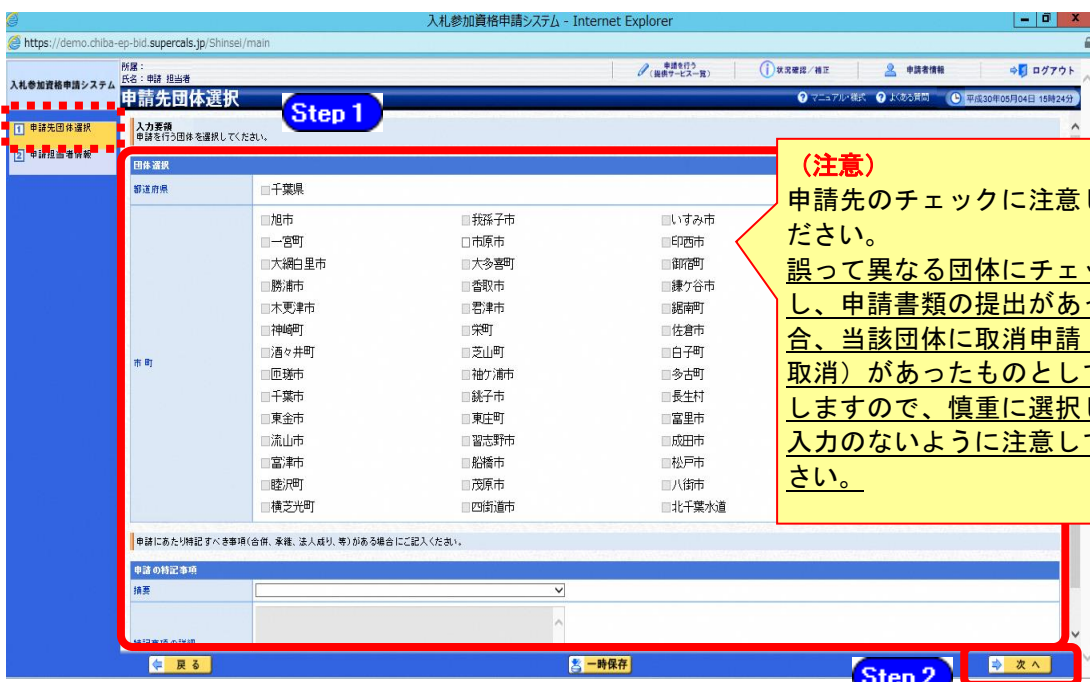 入札参加資格申請システム - Internet Explorer
https://demo.chiba-ep-bid.supercals.jp/Shinsei/main
入札参加資格申請システム
所属：
氏名：申請 担当者
申請を行う
（提供サービス一覧）
状況確認／補正
申請者情報
ログアウト
申請先団体選択
マニュアル・様式
よくある質問
平成30年05月04日 15時24分
Step 1
1 申請先団体選択
2 申請担当者情報
入力要領
申請を行う団体を選択してください。
団体選択
都道府県
千葉県
市町
旭市 我孫子市 いすみ市
一宮町 市原市 印西市
大網白里市 大多喜町 御宿町
勝浦市 香取市 鎌ケ谷市
木更津市 君津市 鋸南町
神崎町 栄町 佐倉市
酒々井町 芝山町 白子町
匝瑳市 袖ケ浦市 多古町
千葉市 銚子市 長生村
東金市 東庄町 富里市
流山市 習志野市 成田市
富津市 船橋市 松戸市
睦沢町 茂原市 八街市
横芝光町 四街道市 北千葉水道
（注意）
申請先のチェックに注意し
ださい。
誤って異なる団体にチェッ
し、申請書類の提出があっ
合、当該団体に取消申請（
取消）があったものとして
しますので、慎重に選択し
入力のないように注意して
さい。
申請にあたり特記すべき事項(合併、承継、法人成り、等)がある場合にご記入ください。
申請の特記事項
摘要
特記事項の詳細
戻る
一時保存
Step 2
次へ